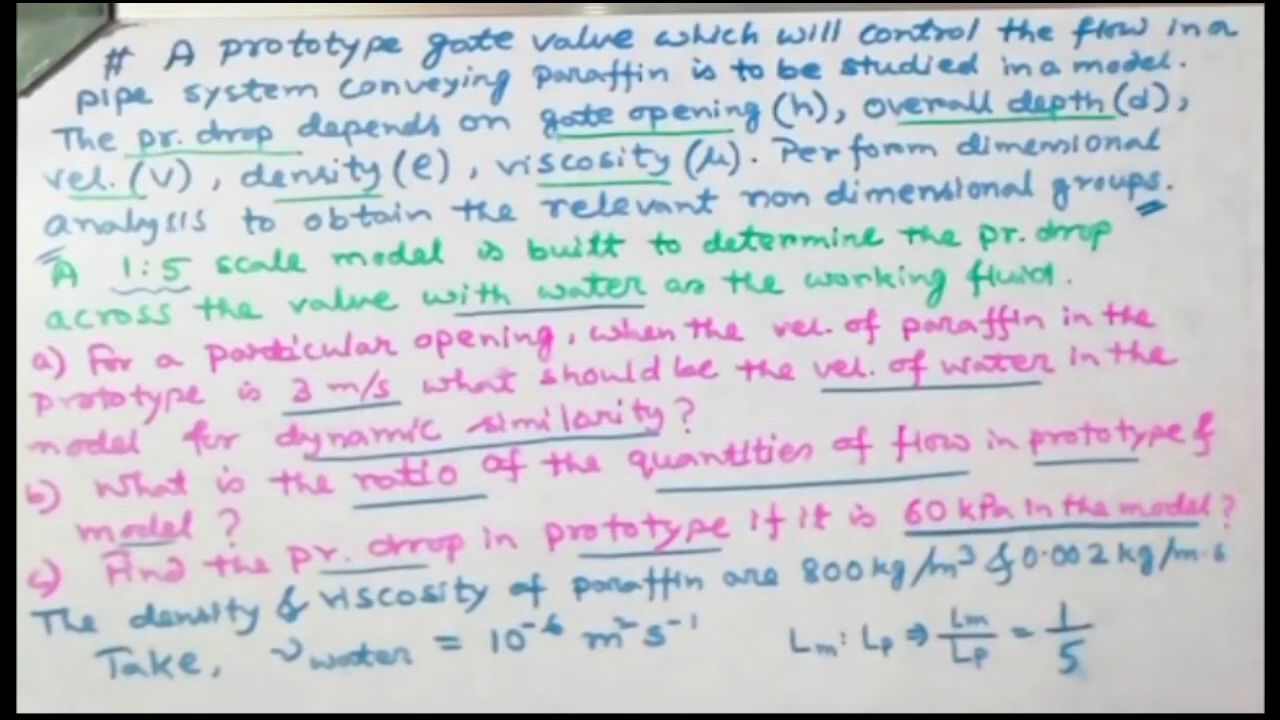 # A prototype gate value which will control the flow in a
pipe system conveying paraffin is to be studied in a model.
The pr. drop depends on gate opening (h), overall depth (d),
vel. (V), density (e), viscosity (μ). Perform dimensional
analysis to obtain the relevant non dimensional groups.
A 1:5 scale model is built to determine the pr. drop
across the value with water as the working fluid.
a) For a particular opening, when the vel. of paraffin in the
prototype is 3 m/s what should be the vel. of water in the
model for dynamic similarity?
b) What is the ratio of the quantities of flow in prototype &
model?
c) Find the pr. drop in prototype if it is 60 kPa in the model?
The density & viscosity of paraffin are 800 kg/m³ & 0.002 kg/m-s
Take, ν water = 10⁻⁶ m² s⁻¹ Lm : Lp ⇒ Lm/Lp = 1/5